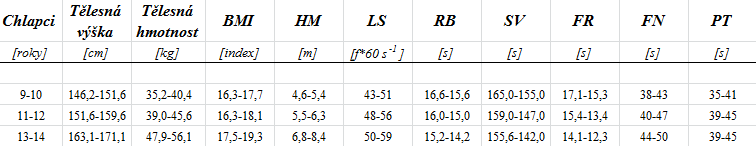 Chlapci Tělesná výška Tělesná hmotnost BMI HM LS RB SV FR FN PT
[roky] [cm] [kg] [index] [m] [f*60 s-1 ] [s] [s] [s] [s] [s]
9-10 146,2-151,6 35,2-40,4 16,3-17,7 4,6-5,4 43-51 16,6-15,6 165,0-155,0 17,1-15,3 38-43 35-41
11-12 151,6-159,6 39,0-45,6 16,3-18,1 5,5-6,3 48-56 16,0-15,0 159,0-147,0 15,4-13,4 40-47 39-45
13-14 163,1-171,1 47,9-56,1 17,5-19,3 6,8-8,4 50-59 15,2-14,2 155,6-142,0 14,1-12,3 44-50 39-45